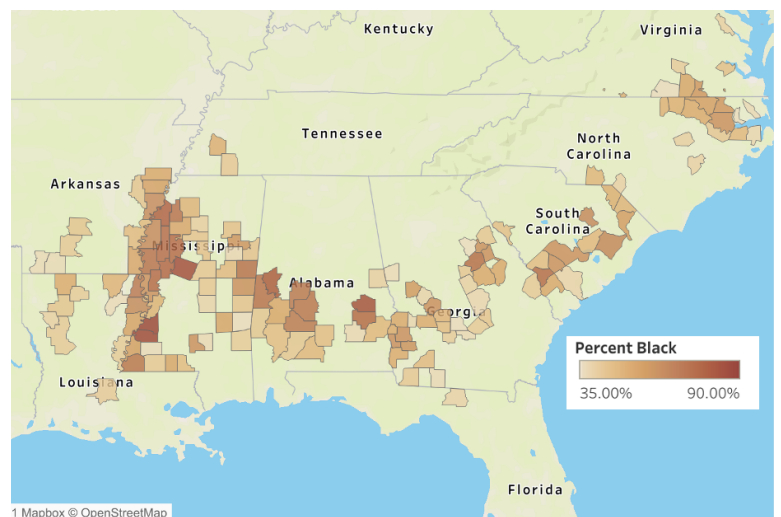 Kentucky
Virginia
Tennessee
North
Carolina
Arkansas
South
Carolina
Mississippi
Alabama
Georgia
Percent Black
35.00% 90.00%
Louisiana
Florida
1 Mapbox © OpenStreetMap